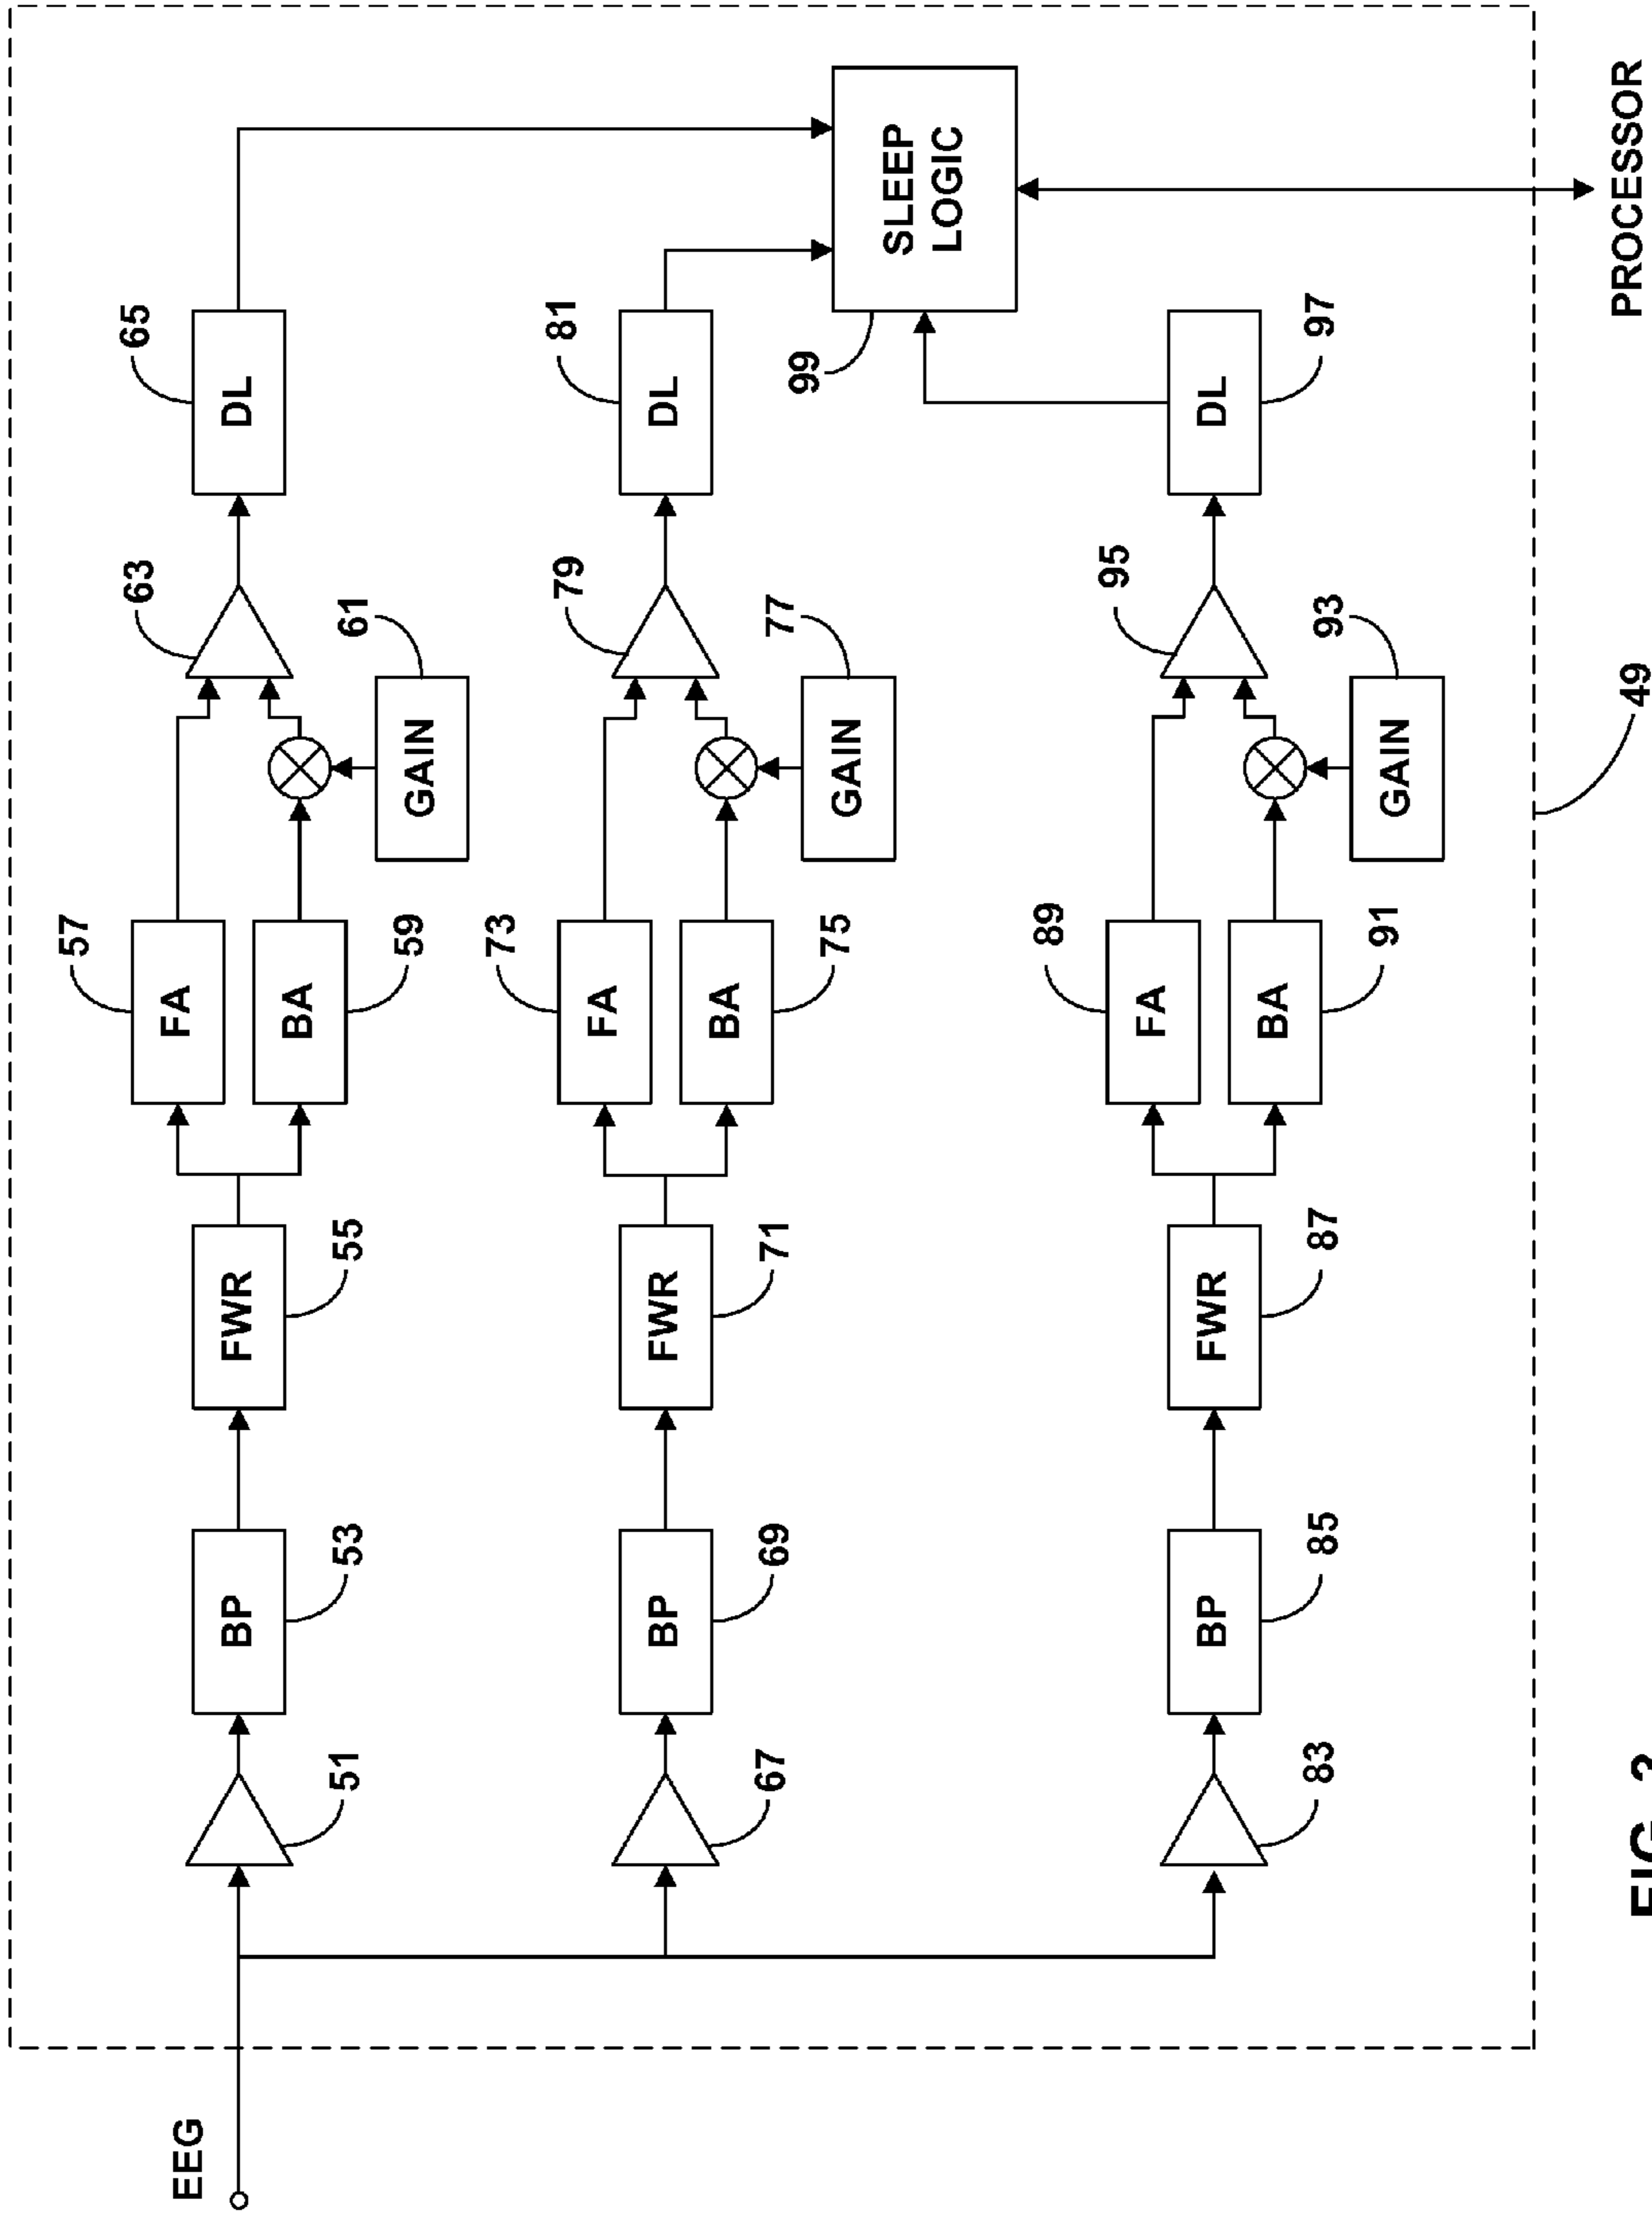 57
65
63
EEG
FA
BP
FWR
DL
BA
51
53
55
61
59
GAIN
73
79
81
FA
BP
FWR
DL
BA
67
69
71
77
75
GAIN
99
SLEEP
LOGIC
89
95
FA
BP
FWR
DL
BA
83
85
87
93
97
91
GAIN
49
PROCESSOR
FIG. 3